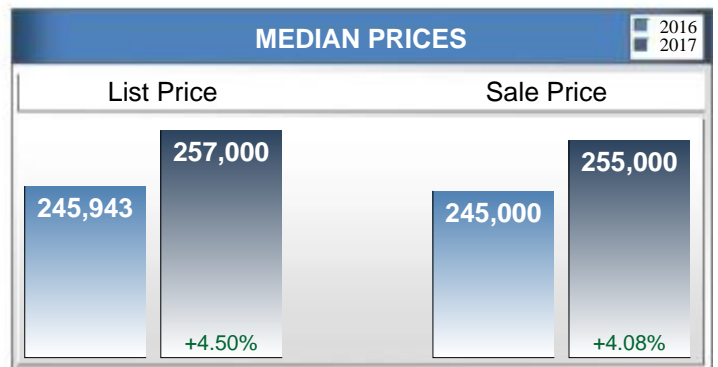 MEDIAN PRICES
2016
2017
List Price
Sale Price
245,943
257,000
+4.50%
245,000
255,000
+4.08%